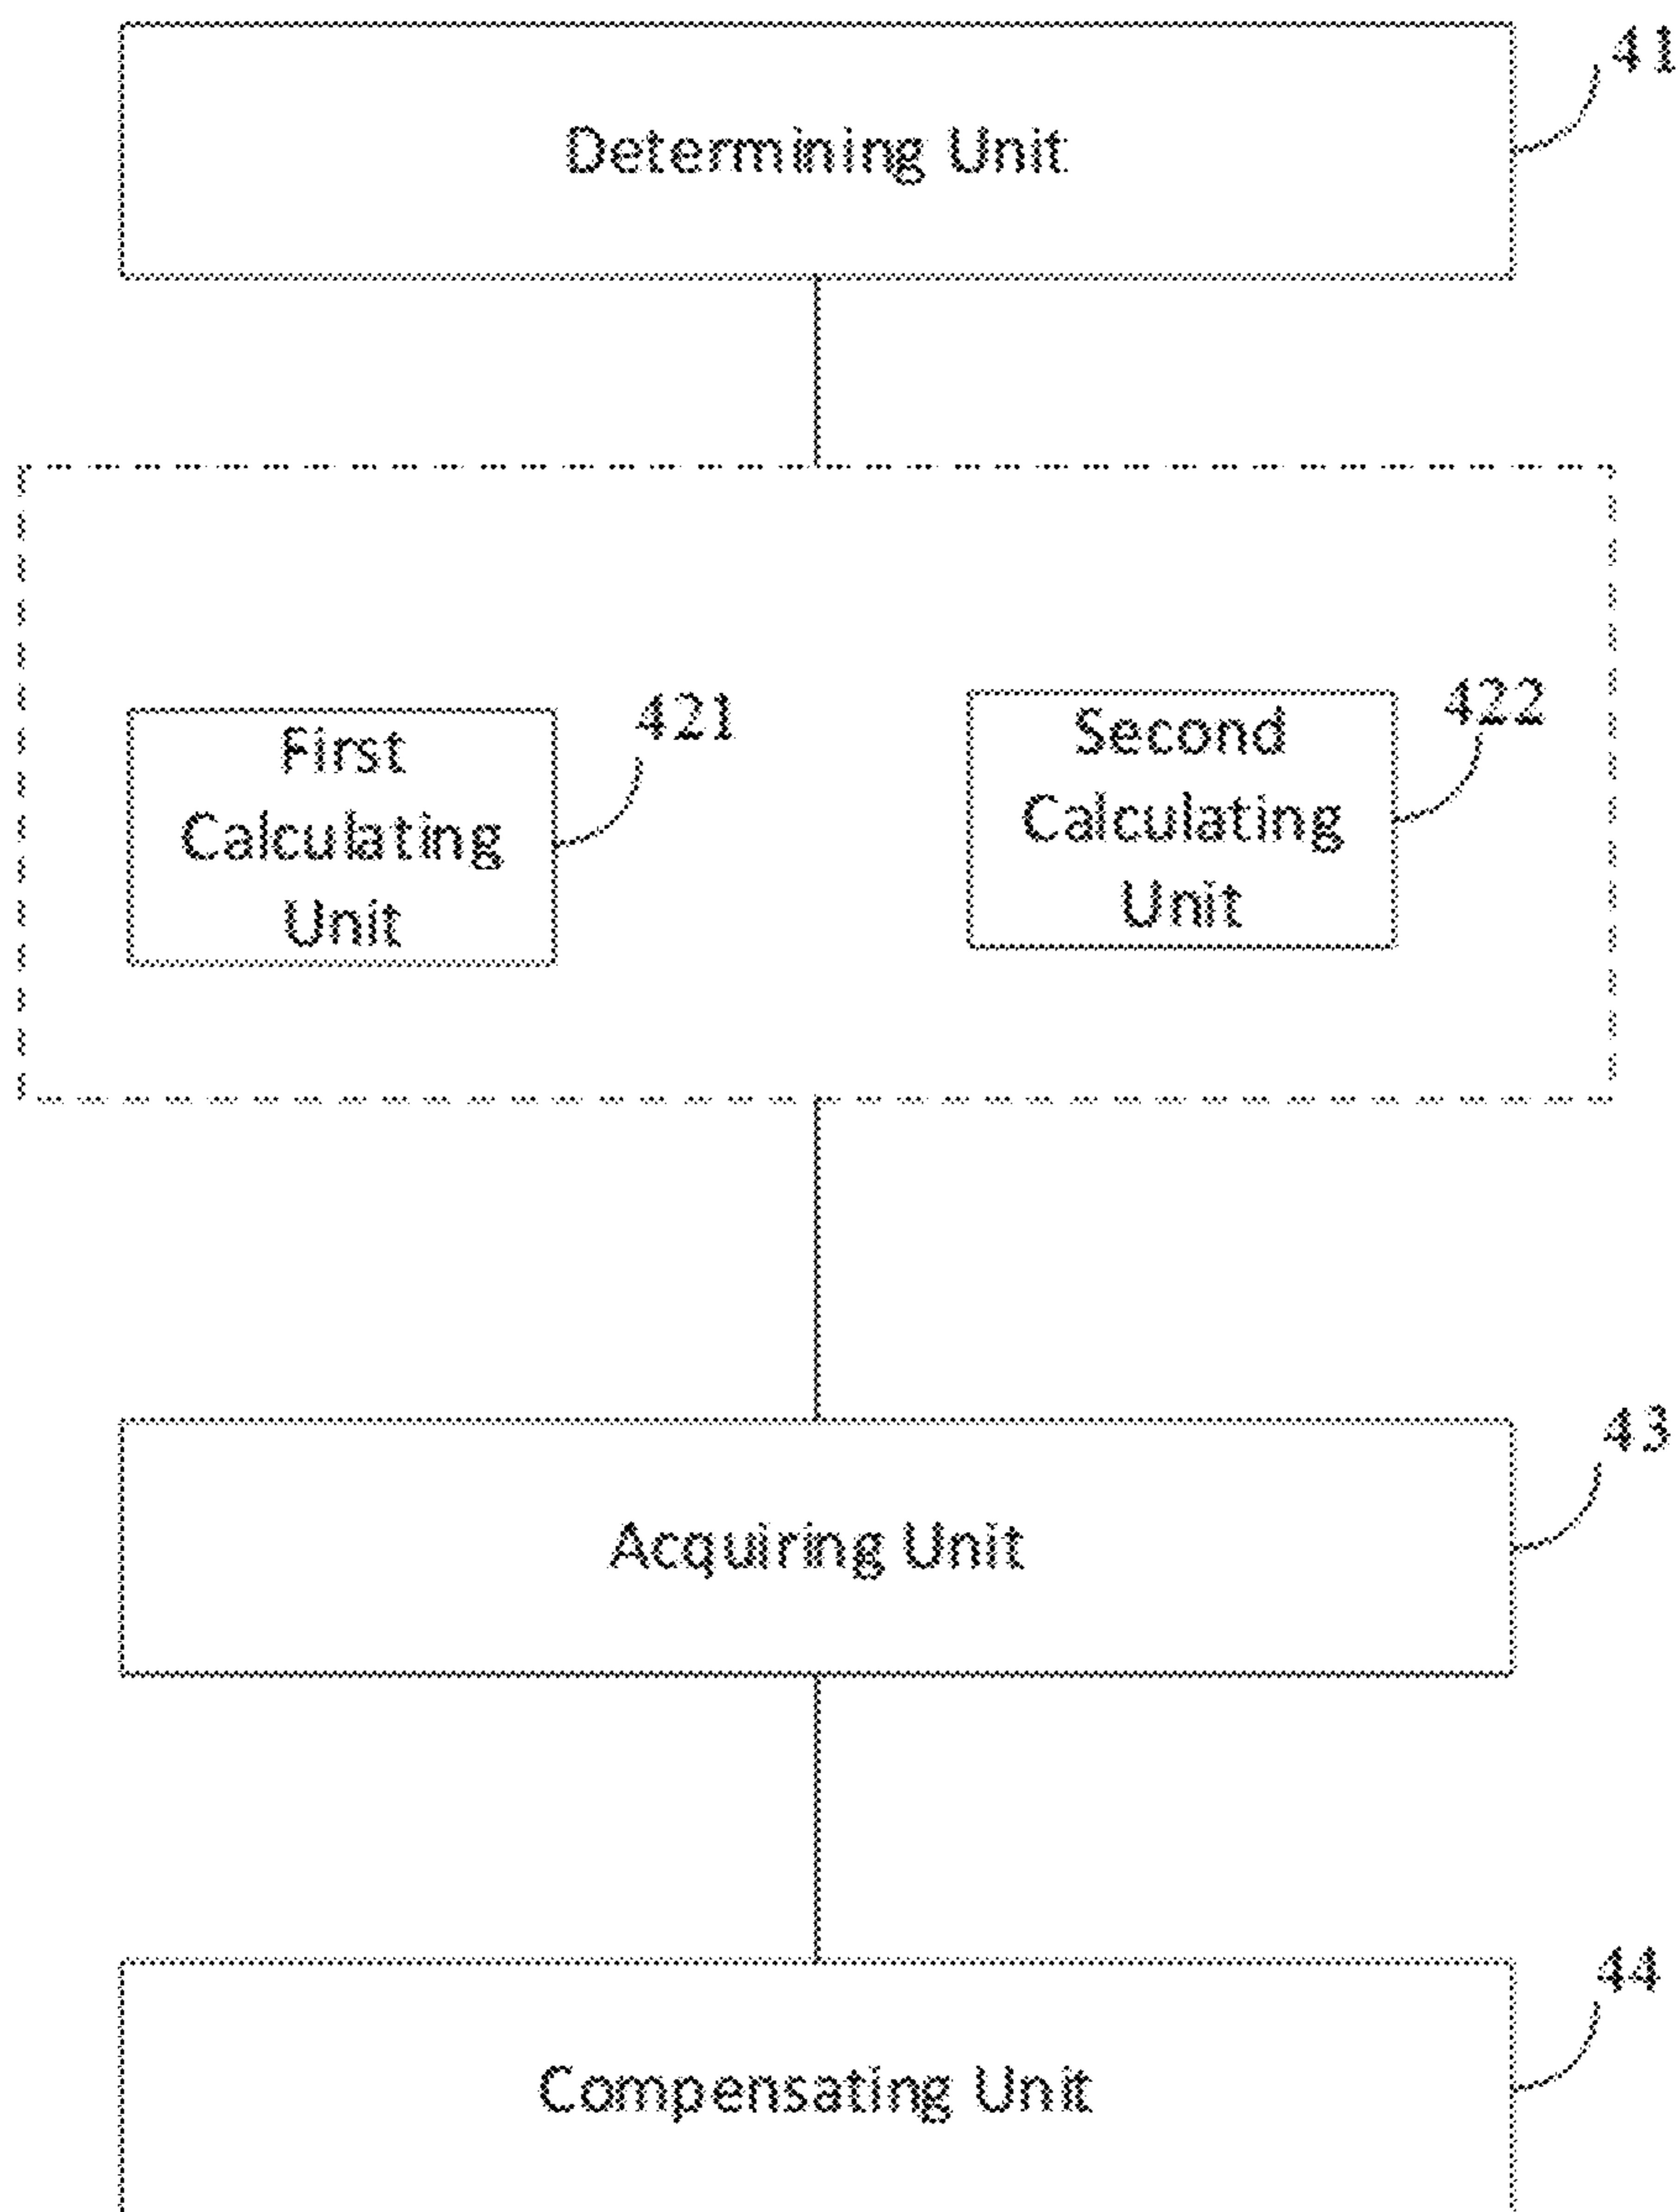 41
Determining Unit
421
First
Calculating
Unit
422
Second
Calculating
Unit
43
Acquiring Unit
44
Compensating Unit